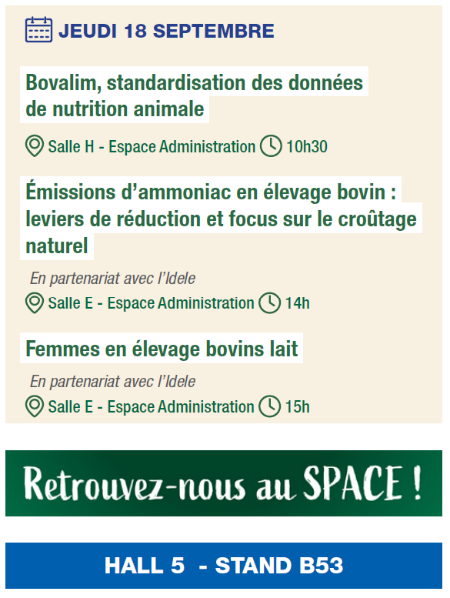 JEUDI 18 SEPTEMBRE
Bovalim, standardisation des données
de nutrition animale
Salle H - Espace Administration 10h30
Émissions d’ammoniac en élevage bovin :
leviers de réduction et focus sur le croûtage
naturel
En partenariat avec l’Idele
Salle E - Espace Administration 14h
Femmes en élevage bovins lait
En partenariat avec l’Idele
Salle E - Espace Administration 15h
Retrouvez-nous au SPACE !
HALL 5 - STAND B53